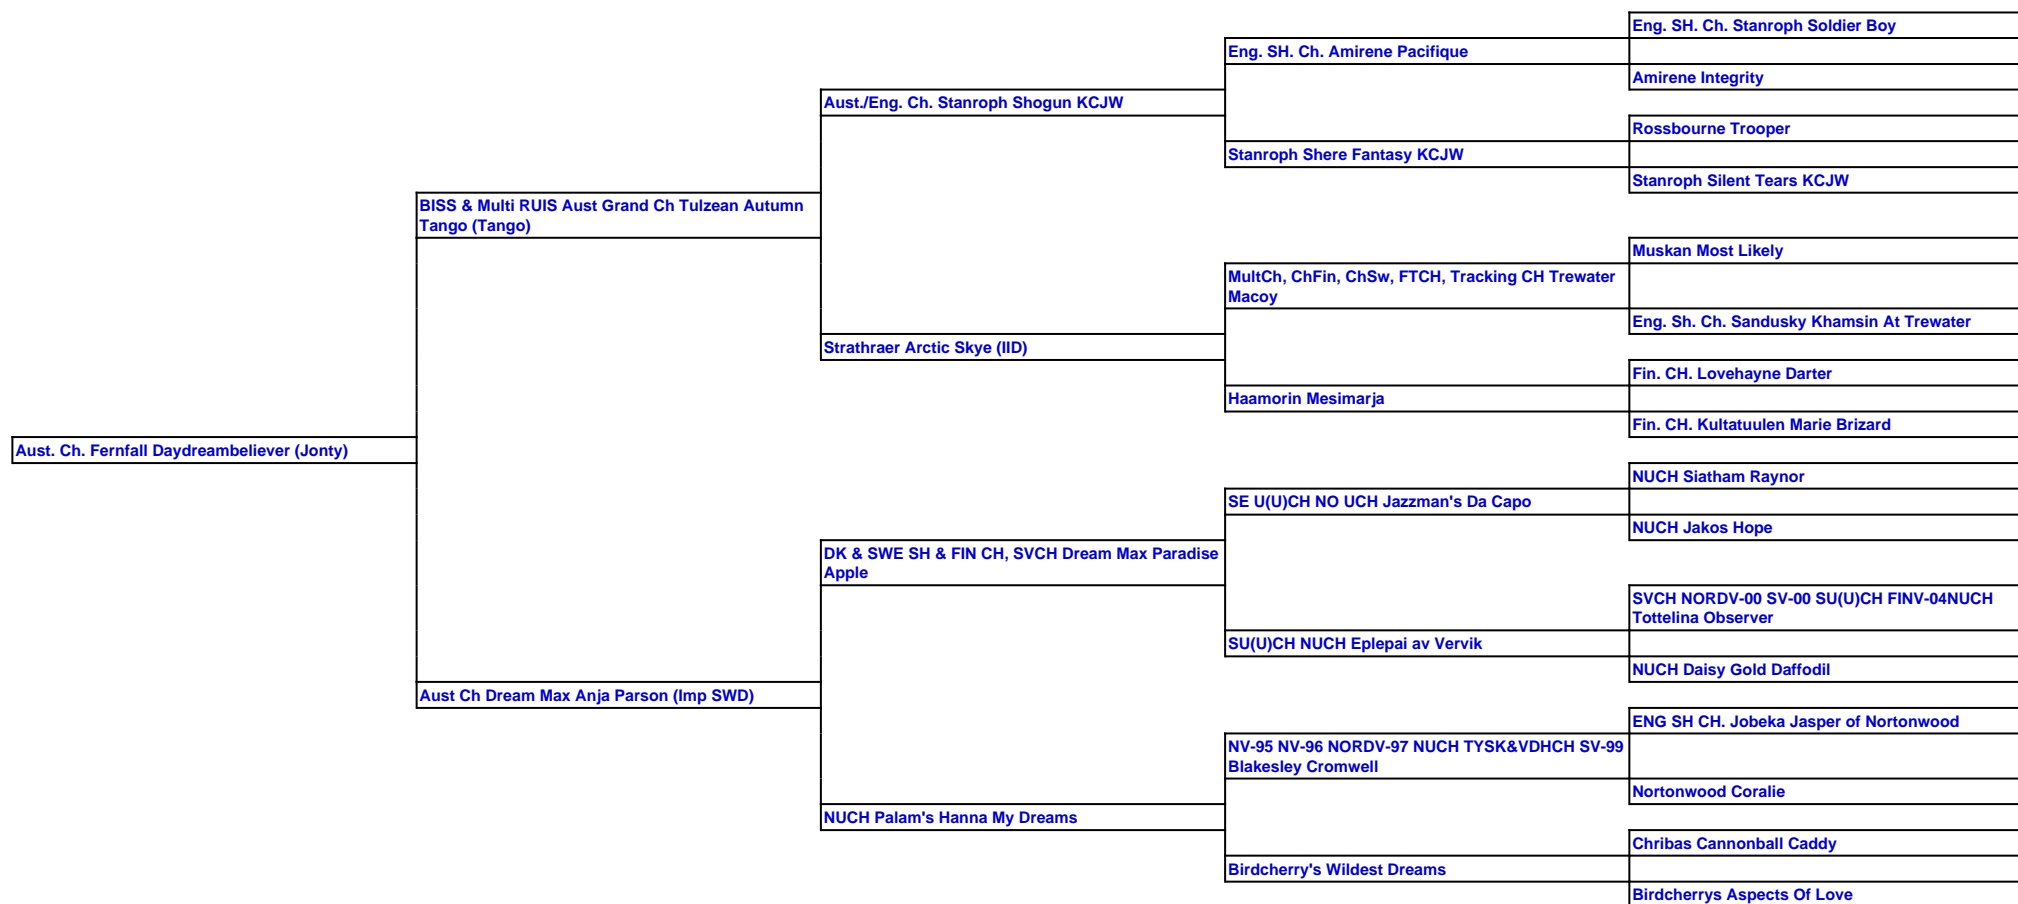 Eng. SH. Ch. Stanroph Soldier Boy
Eng. SH. Ch. Amirene Pacifique
Amirene Integrity
Aust./Eng. Ch. Stanroph Shogun KCJW
Rossbourne Trooper
Stanroph Shere Fantasy KCJW
Stanroph Silent Tears KCJW
BISS & Multi RUIS Aust Grand Ch Tulzean Autumn
Tango (Tango)
Muskan Most Likely
MultCh, ChFin, ChSw, FTCH, Tracking CH Trewater
Macoy
Eng. Sh. Ch. Sandusky Khamsin At Trewater
Strathraer Arctic Skye (IID)
Fin. CH. Lovehayne Darter
Haamorin Mesimarja
Fin. CH. Kultatuulen Marie Brizard
Aust. Ch. Fernfall Daydreambeliever (Jonty)
NUCH Siatham Raynor
SE U(U)CH NO UCH Jazzman's Da Capo
NUCH Jakos Hope
DK & SWE SH & FIN CH, SVCH Dream Max Paradise
Apple
SVCH NORDV-00 SV-00 SU(U)CH FINV-04NUCH
Tottelina Observer
SU(U)CH NUCH Eplepai av Vervik
NUCH Daisy Gold Daffodil
Aust Ch Dream Max Anja Parson (Imp SWD)
ENG SH CH. Jobeka Jasper of Nortonwood
NV-95 NV-96 NORDV-97 NUCH TYSK&VDHCH SV-99
Blakesley Cromwell
Nortonwood Coralie
NUCH Palam's Hanna My Dreams
Chribas Cannonball Caddy
Birdcherry's Wildest Dreams
Birdcherrys Aspects Of Love